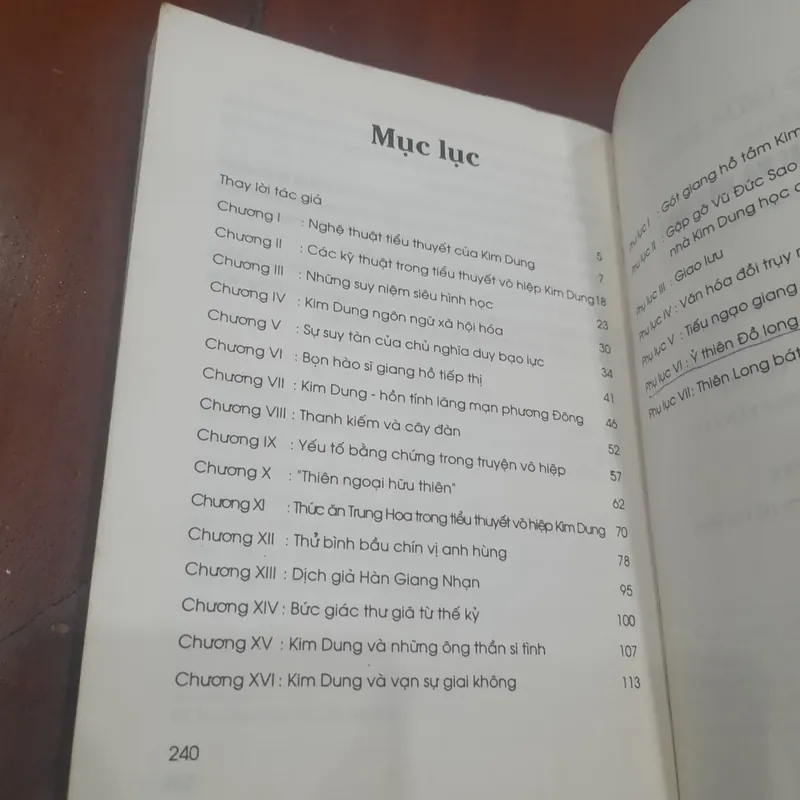 Mục lục
Thay lời tác giả 5
Chương I : Nghệ thuật tiểu thuyết của Kim Dung 7
Chương II : Các kỹ thuật trong tiểu thuyết võ hiệp Kim Dung 18
Chương III : Những suy niệm siêu hình học 23
Chương IV : Kim Dung ngôn ngữ xã hội hóa 30
Chương V : Sự suy tàn của chủ nghĩa duy bạo lực 34
Chương VI : Bọn hào sĩ giang hồ tiếp thị 41
Chương VII : Kim Dung - hồn tính lãng mạn phương Đông 46
Chương VIII : Thanh kiếm và cây đàn 52
Chương IX : Yếu tố bằng chứng trong truyện võ hiệp 57
Chương X : "Thiên ngoại hữu thiên" 62
Chương XI : Thức ăn Trung Hoa trong tiểu thuyết võ hiệp Kim Dung 70
Chương XII : Thử bình bầu chín vị anh hùng 78
Chương XIII : Dịch giả Hàn Giang Nhạn 95
Chương XIV : Bức giác thư giã từ thế kỷ 100
Chương XV : Kim Dung và những ông thần si tình 107
Chương XVI : Kim Dung và vạn sự giai không 113
240
Phụ lục I : Gót giang hồ tầm Kim
Phụ lục II : Gặp gỡ Vũ Đức Sao
nhà Kim Dung học
Phụ lục III : Giao lưu
Phụ lục IV : Văn hóa đồi trụy
Phụ lục V : Tiếu ngạo giang
Phụ lục VI : Ỷ thiên Đồ long
Phụ lục VII: Thiên Long bát